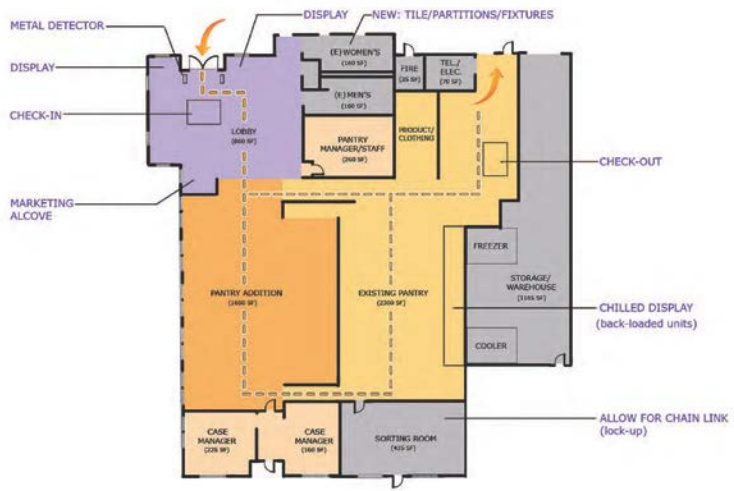 DISPLAY
NEW: TILE/PARTITIONS/FIXTURES
METAL DETECTOR
DISPLAY
CHECK-IN
MARKETING
ALCOVE
(E)WOMEN'S
(E)MEN'S
FIRE
TEL./
ELEC.
LOBBY
PANTRY
MANAGER/STAFF
PRODUCT/
CLOTHING
CHECK-OUT
FREEZER
STORAGE/
WAREHOUSE
PANTRY ADDITION
EXISTING PANTRY
(2300 SF)
CHILLED DISPLAY
(back-loaded units)
COOLER
CASE
MANAGER
CASE
MANAGER
SORTING ROOM
ALLOW FOR CHAIN LINK
(lock-up)